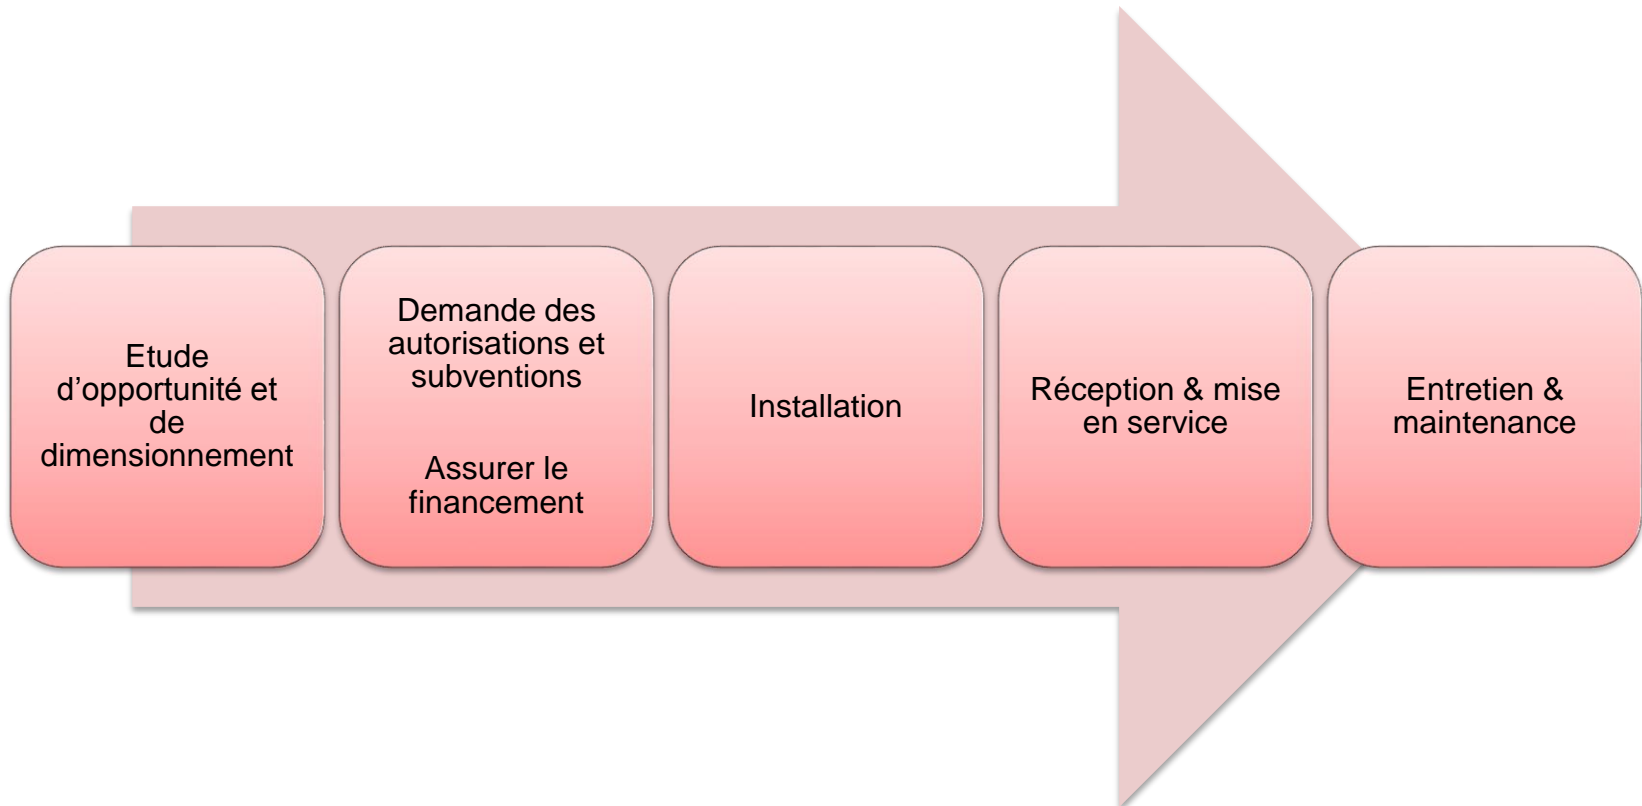 Etude
d’opportunité et
de
dimensionnement
Demande des
autorisations et
subventions
Assurer le
financement
Installation
Réception & mise
en service
Entretien &
maintenance